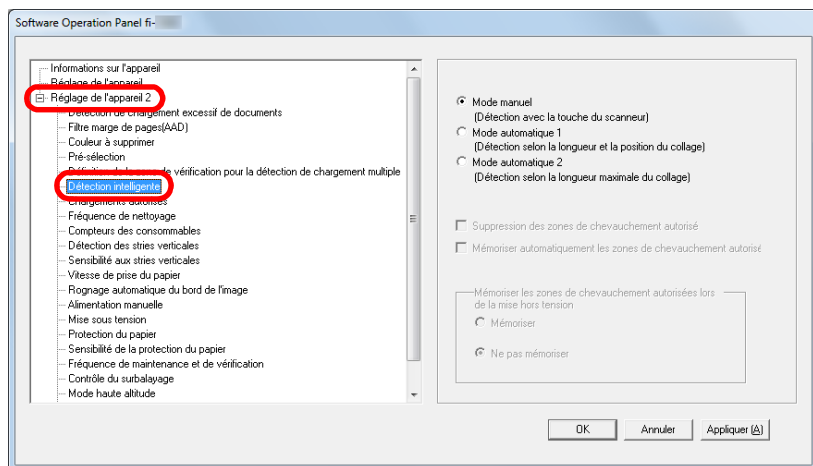 Software Operation Panel fi-
Informations sur l'appareil
Réglage de l'appareil
Réglage de l'appareil 2
Détection de chargement excessif de documents
Filtre marge de pages(AAD)
Couleur à supprimer
Pré-sélection
Définition de la zone de vérification pour la détection de chargement multiple
Détection intelligente
Chargements autorisés
Fréquence de nettoyage
Compteurs des consommables
Détection des stries verticales
Sensibilité aux stries verticales
Vitesse de prise du papier
Rognage automatique du bord de l'image
Alimentation manuelle
Mise sous tension
Protection du papier
Sensibilité de la protection du papier
Fréquence de maintenance et de vérification
Contrôle du surbalayage
Mode haute altitude
Mode manuel
(Détection avec la touche du scanneur)
Mode automatique 1
(Détection selon la longueur et la position du collage)
Mode automatique 2
(Détection selon la longueur maximale du collage)
Suppression des zones de chevauchement autorisé
Mémoriser automatiquement les zones de chevauchement autorisé
Mémoriser les zones de chevauchement autorisées lors
de la mise hors tension
Mémoriser
Ne pas mémoriser
OK
Annuler
Appliquer (A)